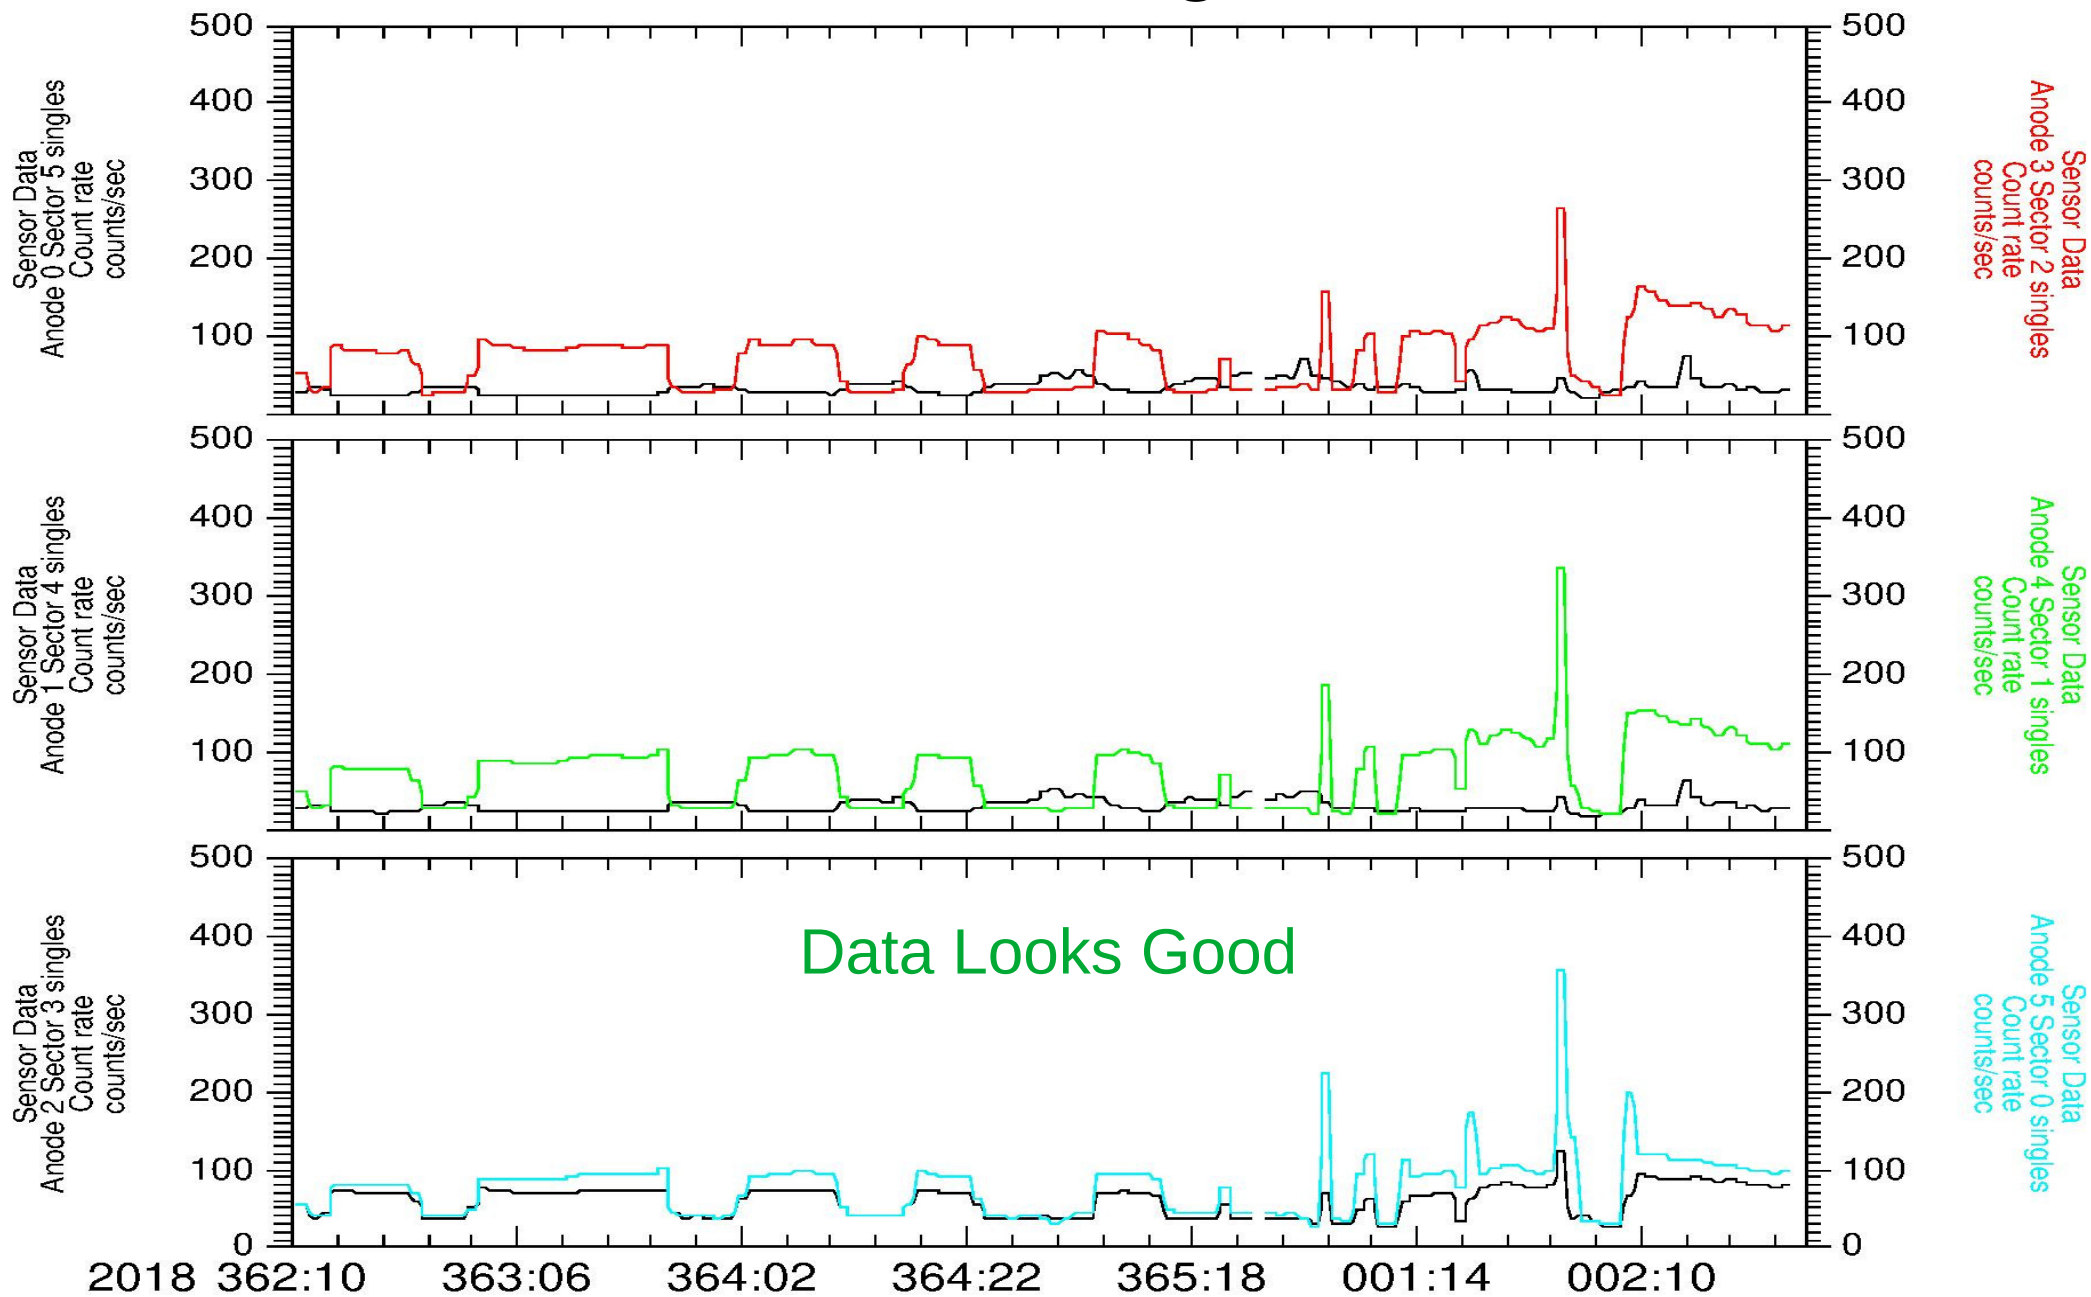 500
400
300
200
100
Sensor Data
Anode 0 Sector 5 singles
Count rate
counts/sec
500
400
300
200
100
Sensor Data
Anode 3 Sector 2 singles
Count rate
counts/sec
500
400
300
200
100
Sensor Data
Anode 1 Sector 4 singles
Count rate
counts/sec
500
400
300
200
100
Sensor Data
Anode 4 Sector 1 singles
Count rate
counts/sec
500
400
300
200
100
0
Sensor Data
Anode 2 Sector 3 singles
Count rate
counts/sec
Data Looks Good
500
400
300
200
100
0
Sensor Data
Anode 5 Sector 0 singles
Count rate
counts/sec
2018 362:10 363:06 364:02 364:22 365:18 001:14 002:10